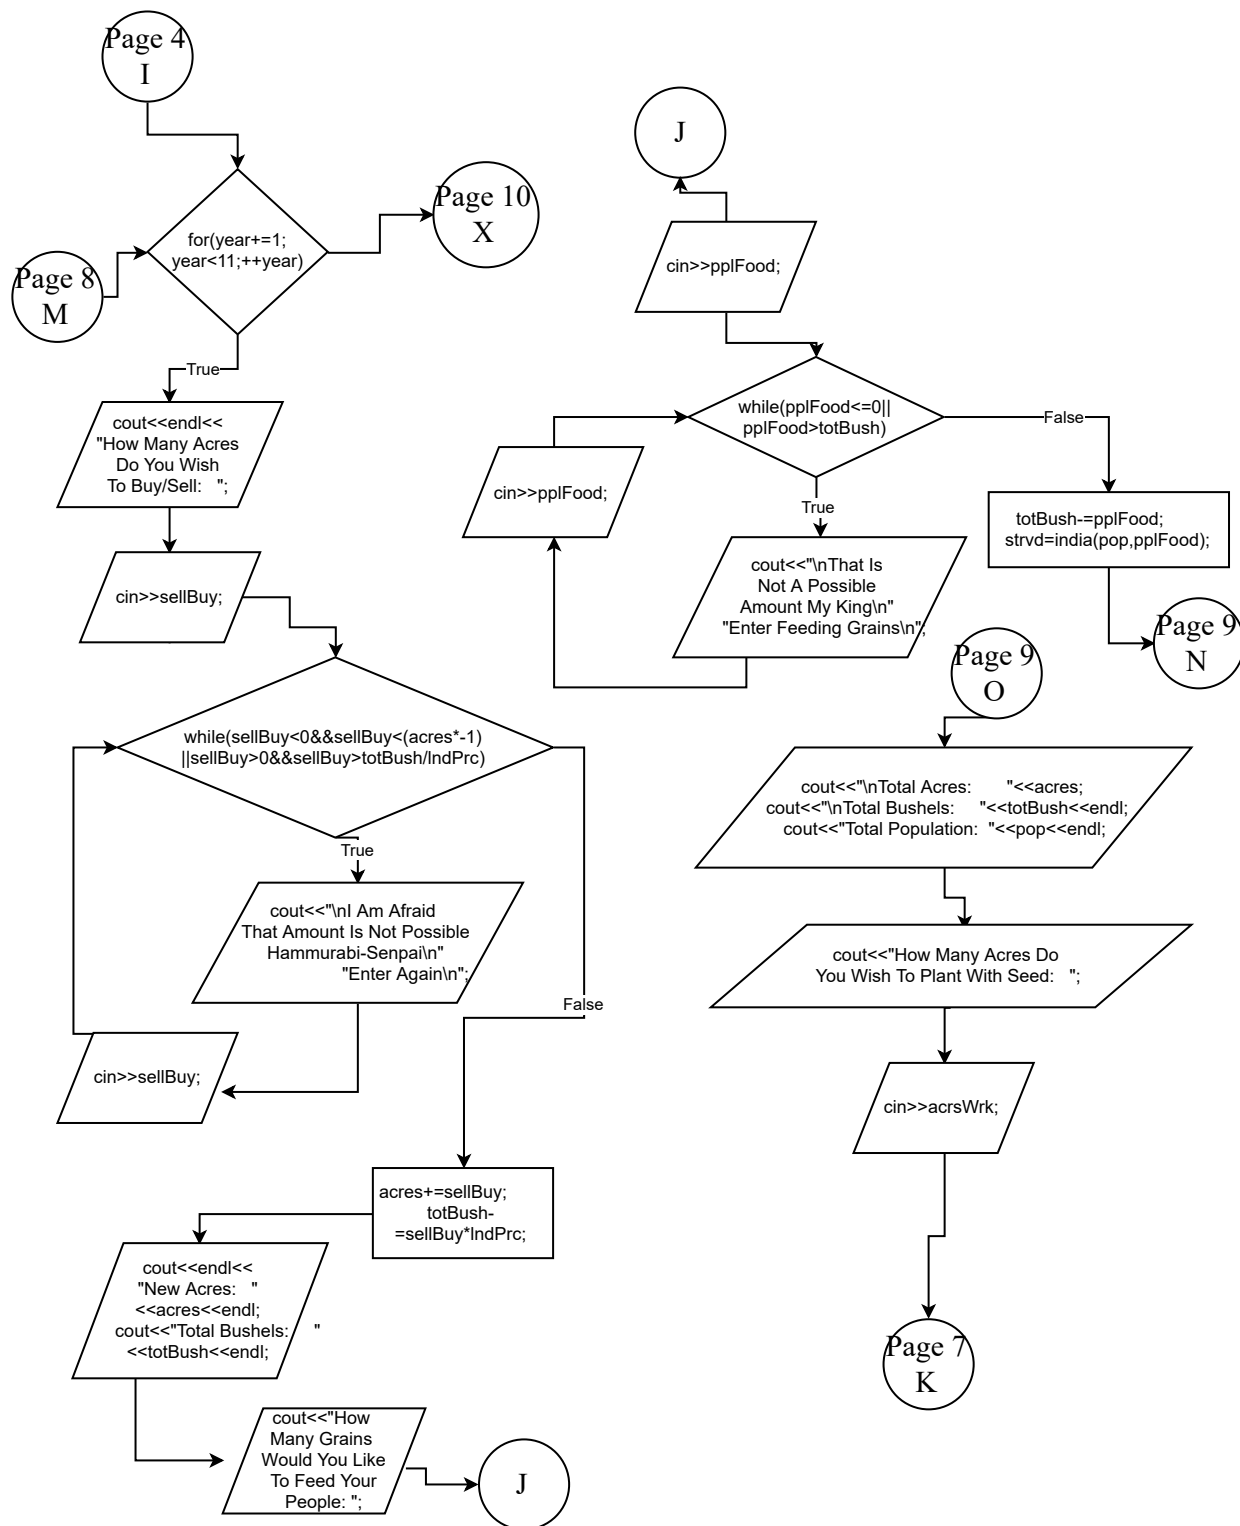 Page 4
I
for(year+=1;
year<11;++year)
Page 10
X
Page 8
M
True
cout<<endl<<
"How Many Acres
Do You Wish
To Buy/Sell:   ";
cin>>sellBuy;
while(sellBuy<0&&sellBuy<(acres*-1)
||sellBuy>0&&sellBuy>totBush/lndPrc)
True
cout<<"\nI Am Afraid
That Amount Is Not Possible
Hammurabi-Senpai\n"
"Enter Again\n";
False
cin>>sellBuy;
acres+=sellBuy;
totBush-
=sellBuy*lndPrc;
cout<<endl<<
"New Acres:   "
<<acres<<endl;
cout<<"Total Bushels:     "
<<totBush<<endl;
cout<<"How
Many Grains
Would You Like
To Feed Your
People: ";
J
J
cin>>pplFood;
while(pplFood<=0||
pplFood>totBush)
False
cin>>pplFood;
True
cout<<"\nThat Is
Not A Possible
Amount My King\n"
"Enter Feeding Grains\n";
totBush-=pplFood;
strvd=india(pop,pplFood);
Page 9
N
Page 9
O
cout<<"\nTotal Acres:       "<<acres;
cout<<"\nTotal Bushels:     "<<totBush<<endl;
cout<<"Total Population:  "<<pop<<endl;
cout<<"How Many Acres Do
You Wish To Plant With Seed:   ";
cin>>acrsWrk;
Page 7
K